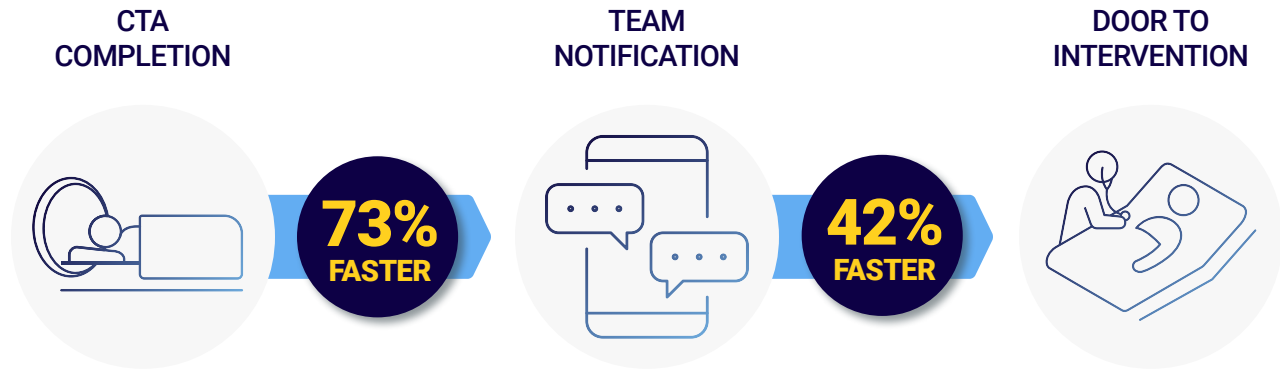 CTA
COMPLETION
TEAM
NOTIFICATION
DOOR TO
INTERVENTION
73%
FASTER
42%
FASTER